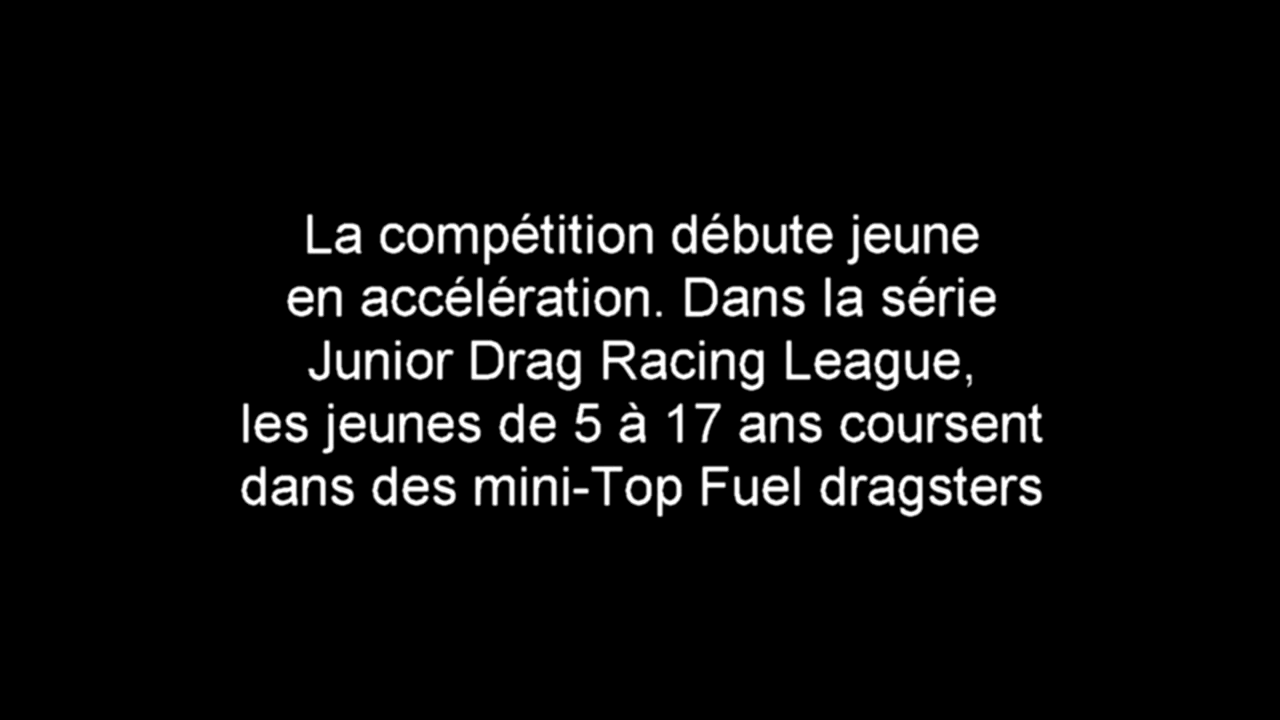 La compétition débute jeune
en accélération. Dans la série
Junior Drag Racing League,
les jeunes de 5 à 17 ans coursent
dans des mini-Top Fuel dragsters